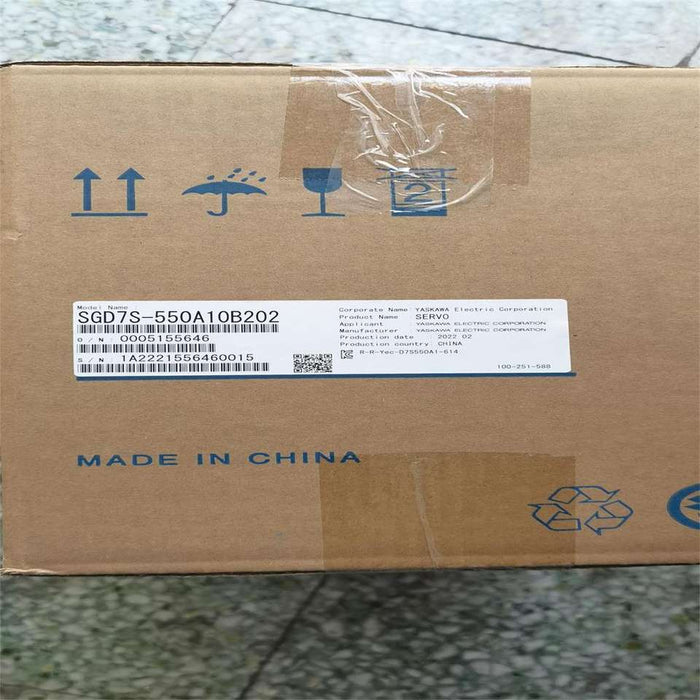 2
Model Name
SGD7S-550A10B202
O/N: 0005155646
S/N: 1A2221556460015
Corporate Name YASKAWA Electric Corporation
Product Name SERVO
Applicant YASKAWA ELECTRIC CORPORATION
Manufacturer YASKAWA ELECTRIC CORPORATION
Production date 2022 02
Production country CHINA
R-R-Yec-D7S550A1-614
100-251-588
MADE IN CHINA